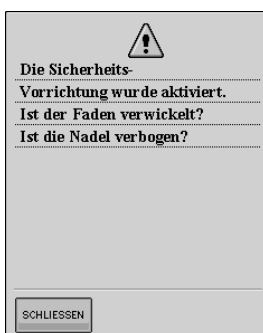 Die Sicherheits-
Vorrichtung wurde aktiviert.
Ist der Faden verwickelt?
Ist die Nadel verbogen?
SCHLIESSEN